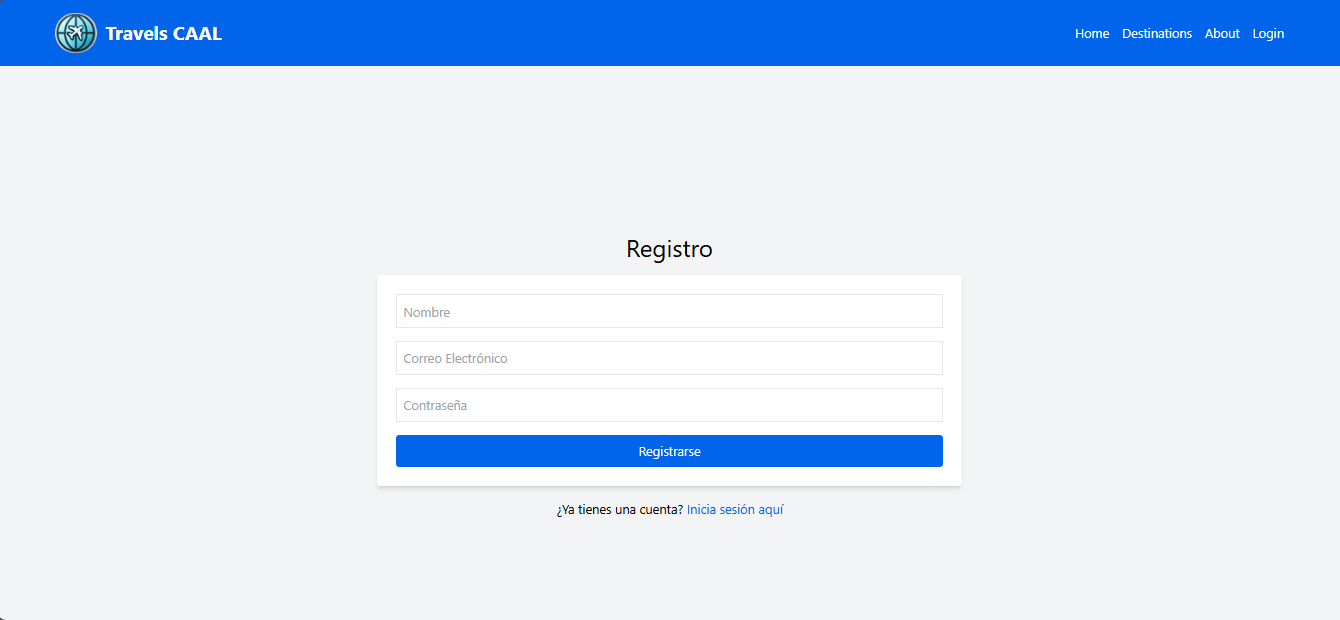 Travels CAAL
Home Destinations About Login
Registro
Nombre
Correo Electrónico
Contraseña
Registrarse
¿Ya tienes una cuenta? Inicia sesión aquí